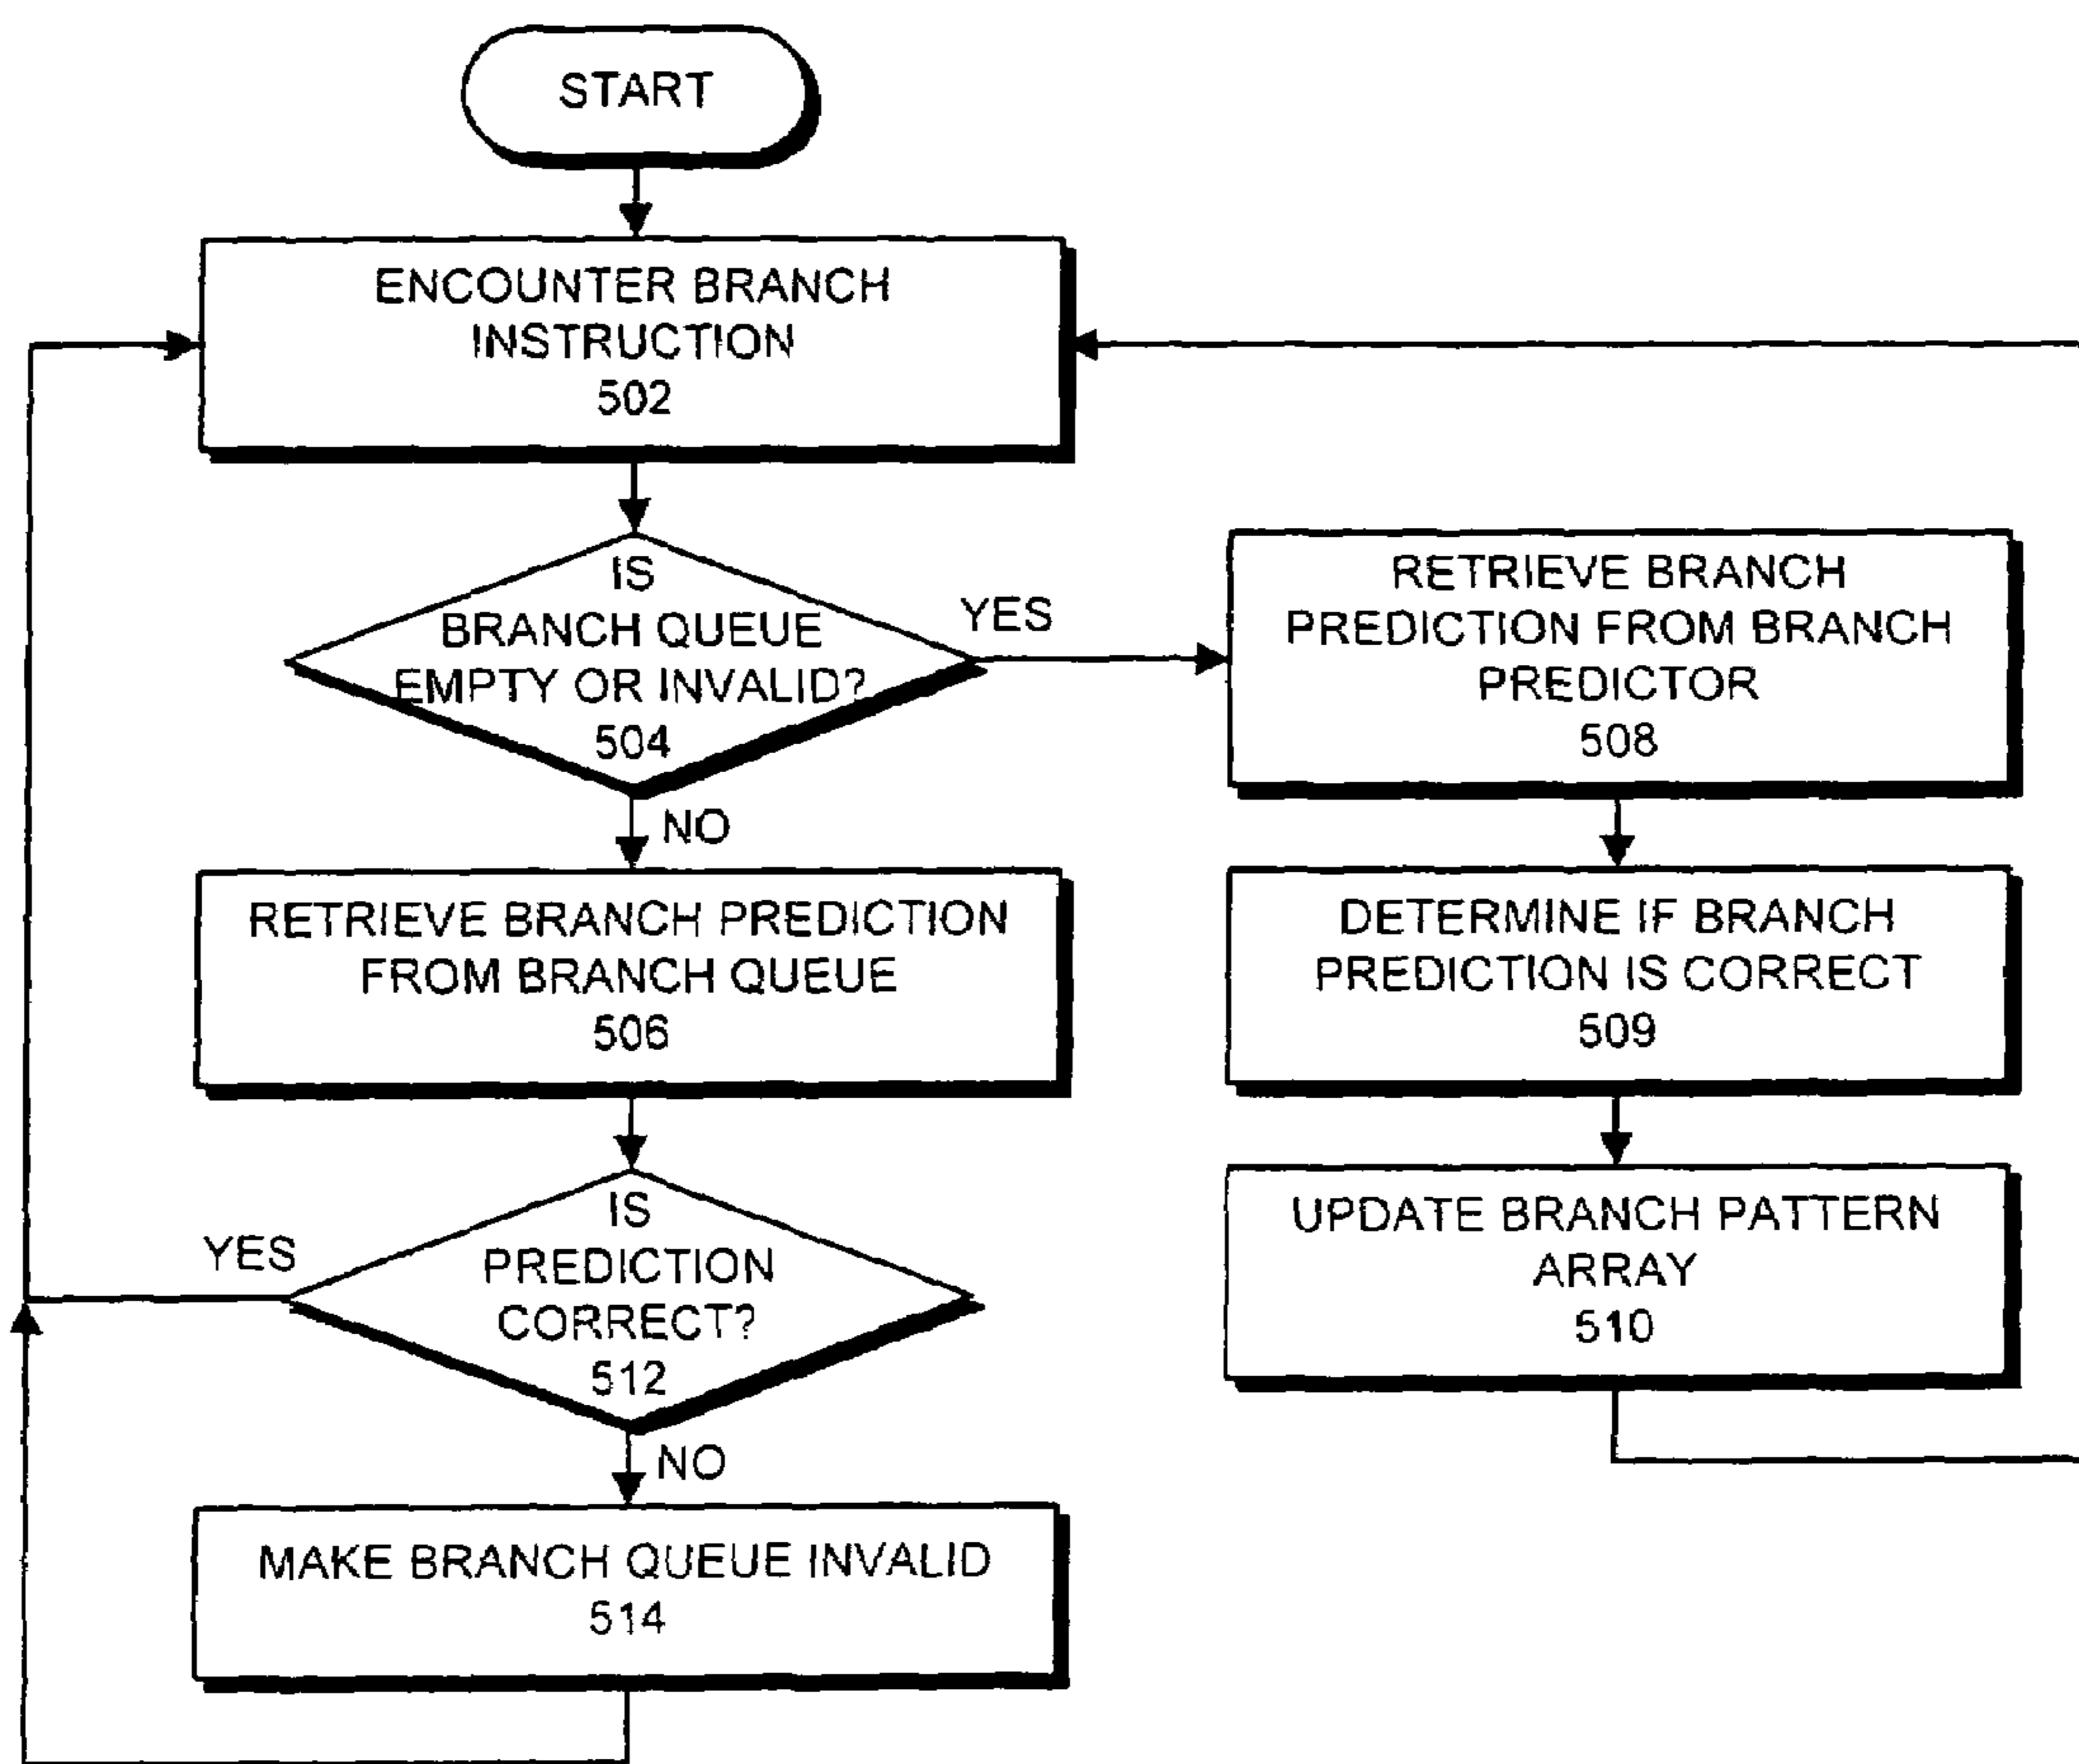 START
ENCOUNTER BRANCH
INSTRUCTION
502
IS
BRANCH QUEUE
EMPTY OR INVALID?
504
YES
NO
RETRIEVE BRANCH
PREDICTION FROM BRANCH
PREDICTOR
508
RETRIEVE BRANCH PREDICTION
FROM BRANCH QUEUE
506
DETERMINE IF BRANCH
PREDICTION IS CORRECT
509
IS
PREDICTION
CORRECT?
512
YES
NO
UPDATE BRANCH PATTERN
ARRAY
510
MAKE BRANCH QUEUE INVALID
514